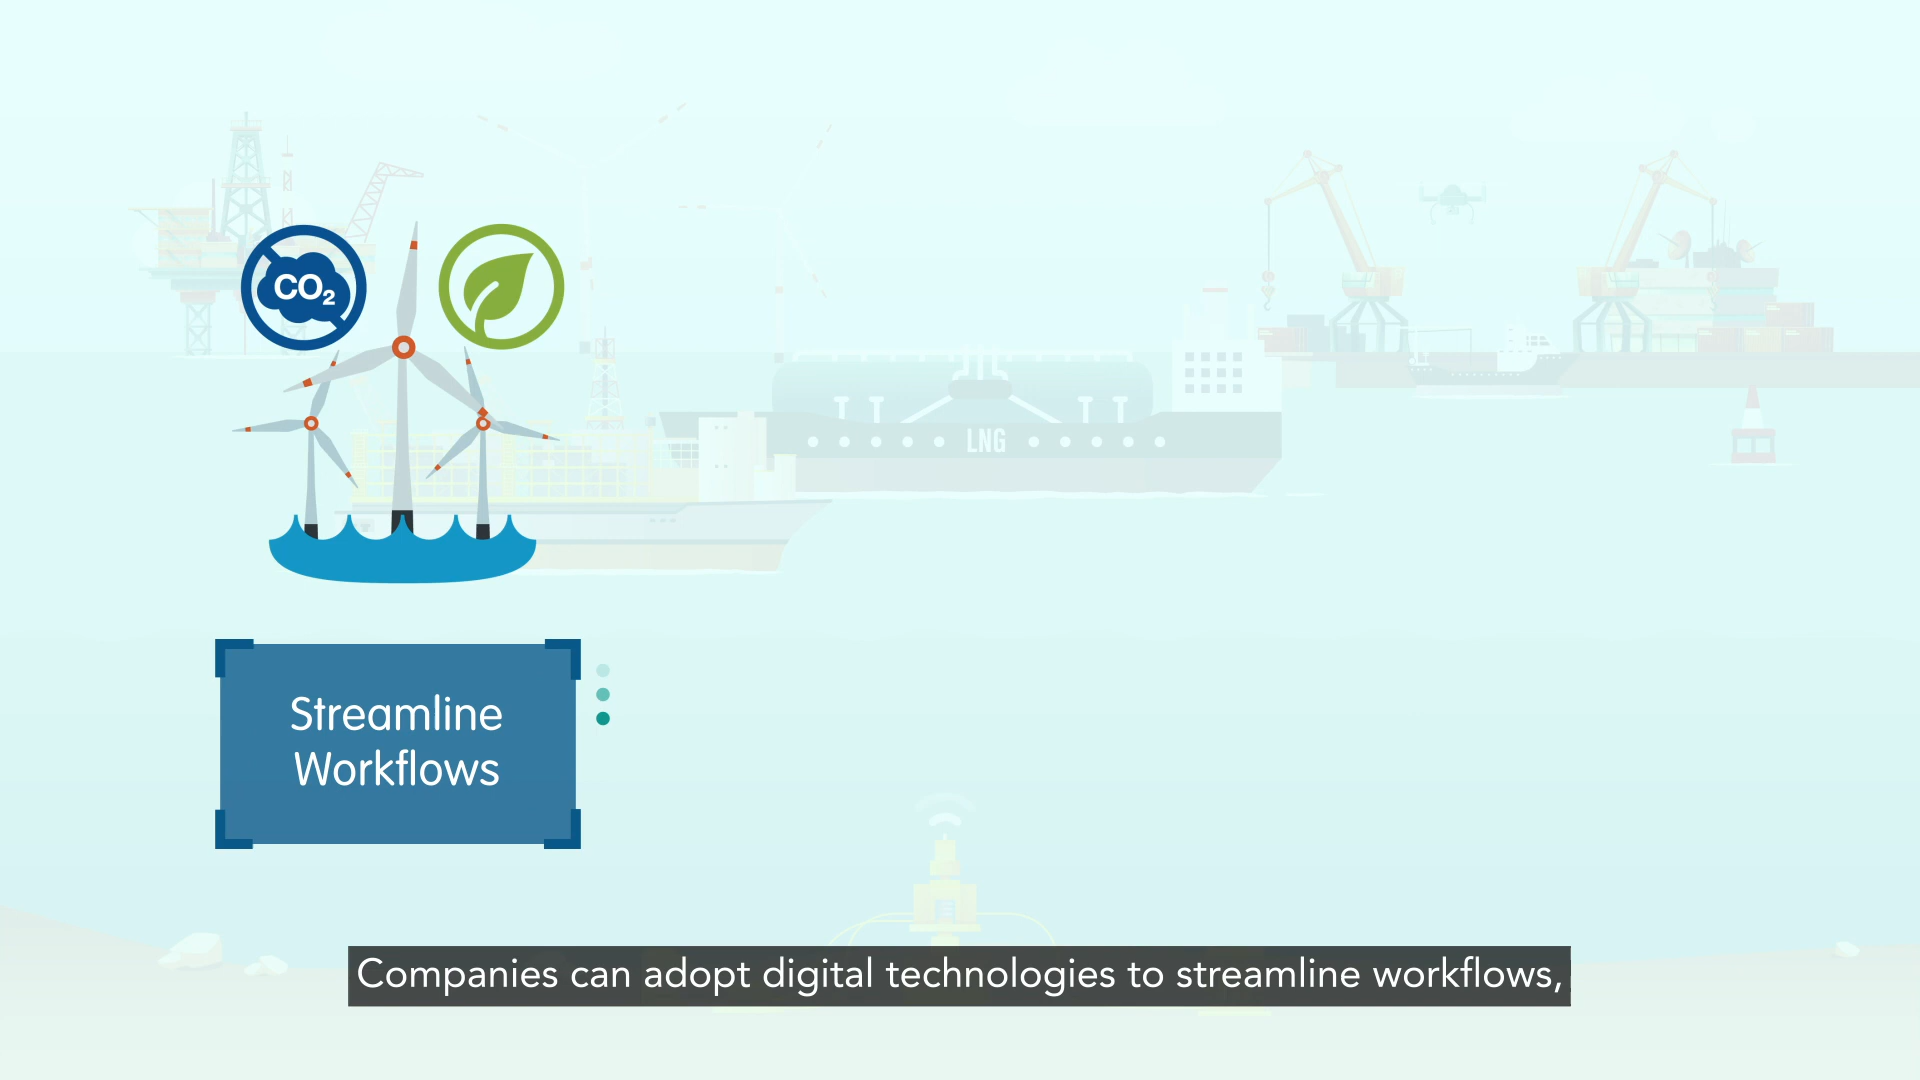 CO₂
LNG
Streamline
Workflows
Companies can adopt digital technologies to streamline workflows,